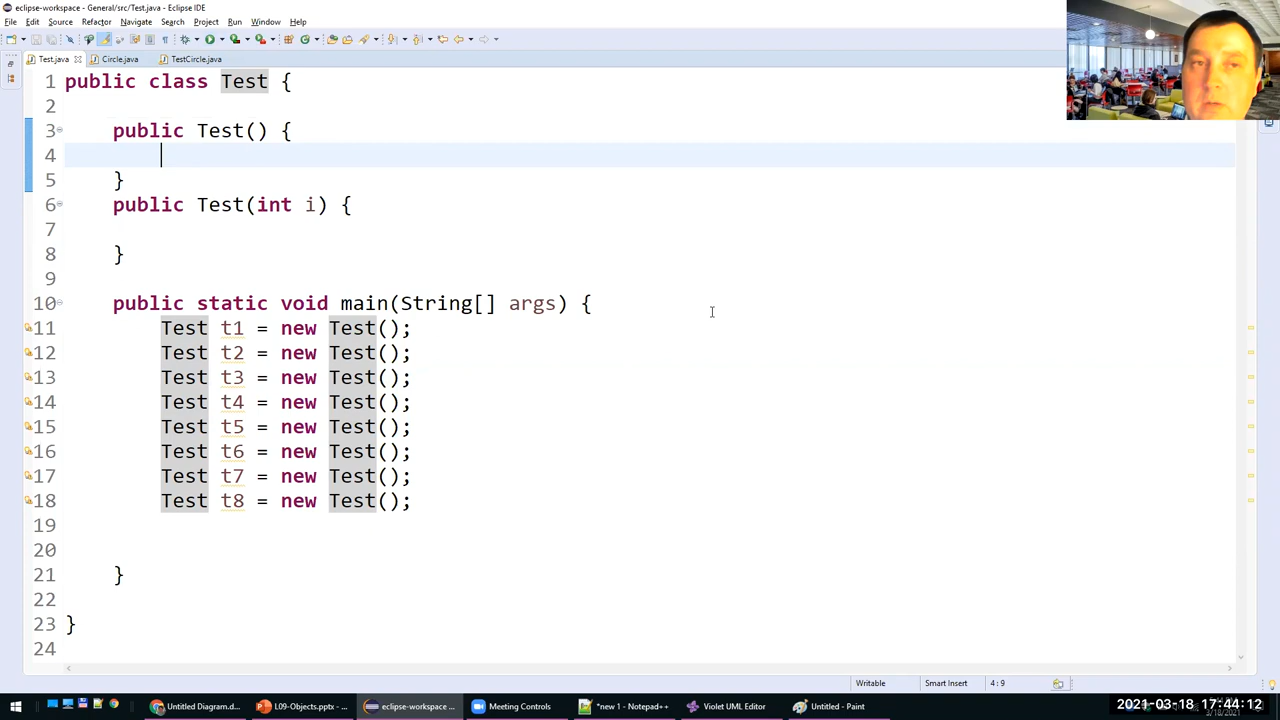 eclipse-workspace - General/src/Test.java - Eclipse IDE
File Edit Source Refactor Navigate Search Project Run Window Help
Test.java Circle.java TestCircle.java
1 public class Test {
2
3 public Test() {
4
5 }
6 public Test(int i) {
7
8 }
9
10 public static void main(String[] args) {
11 Test t1 = new Test();
12 Test t2 = new Test();
13 Test t3 = new Test();
14 Test t4 = new Test();
15 Test t5 = new Test();
16 Test t6 = new Test();
17 Test t7 = new Test();
18 Test t8 = new Test();
19
20
21 }
22
23 }
24
Writable Smart Insert 4 : 9
Untitled Diagram.d... L09-Objects.pptx - ... eclipse-workspace ... Meeting Controls *new 1 - Notepad++ Violet UML Editor Untitled - Paint
2021-03-18 17:44:12
3/18/2021